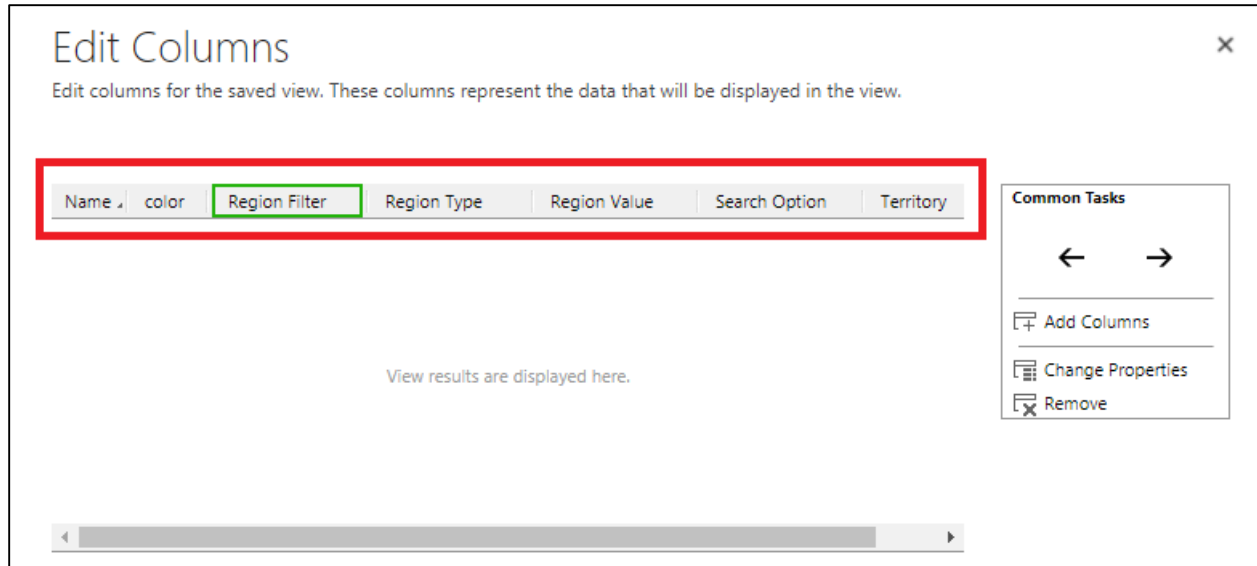 Edit Columns
Edit columns for the saved view. These columns represent the data that will be displayed in the view.
Name color Region Filter Region Type Region Value Search Option Territory
Common Tasks
Add Columns
Change Properties
Remove
View results are displayed here.